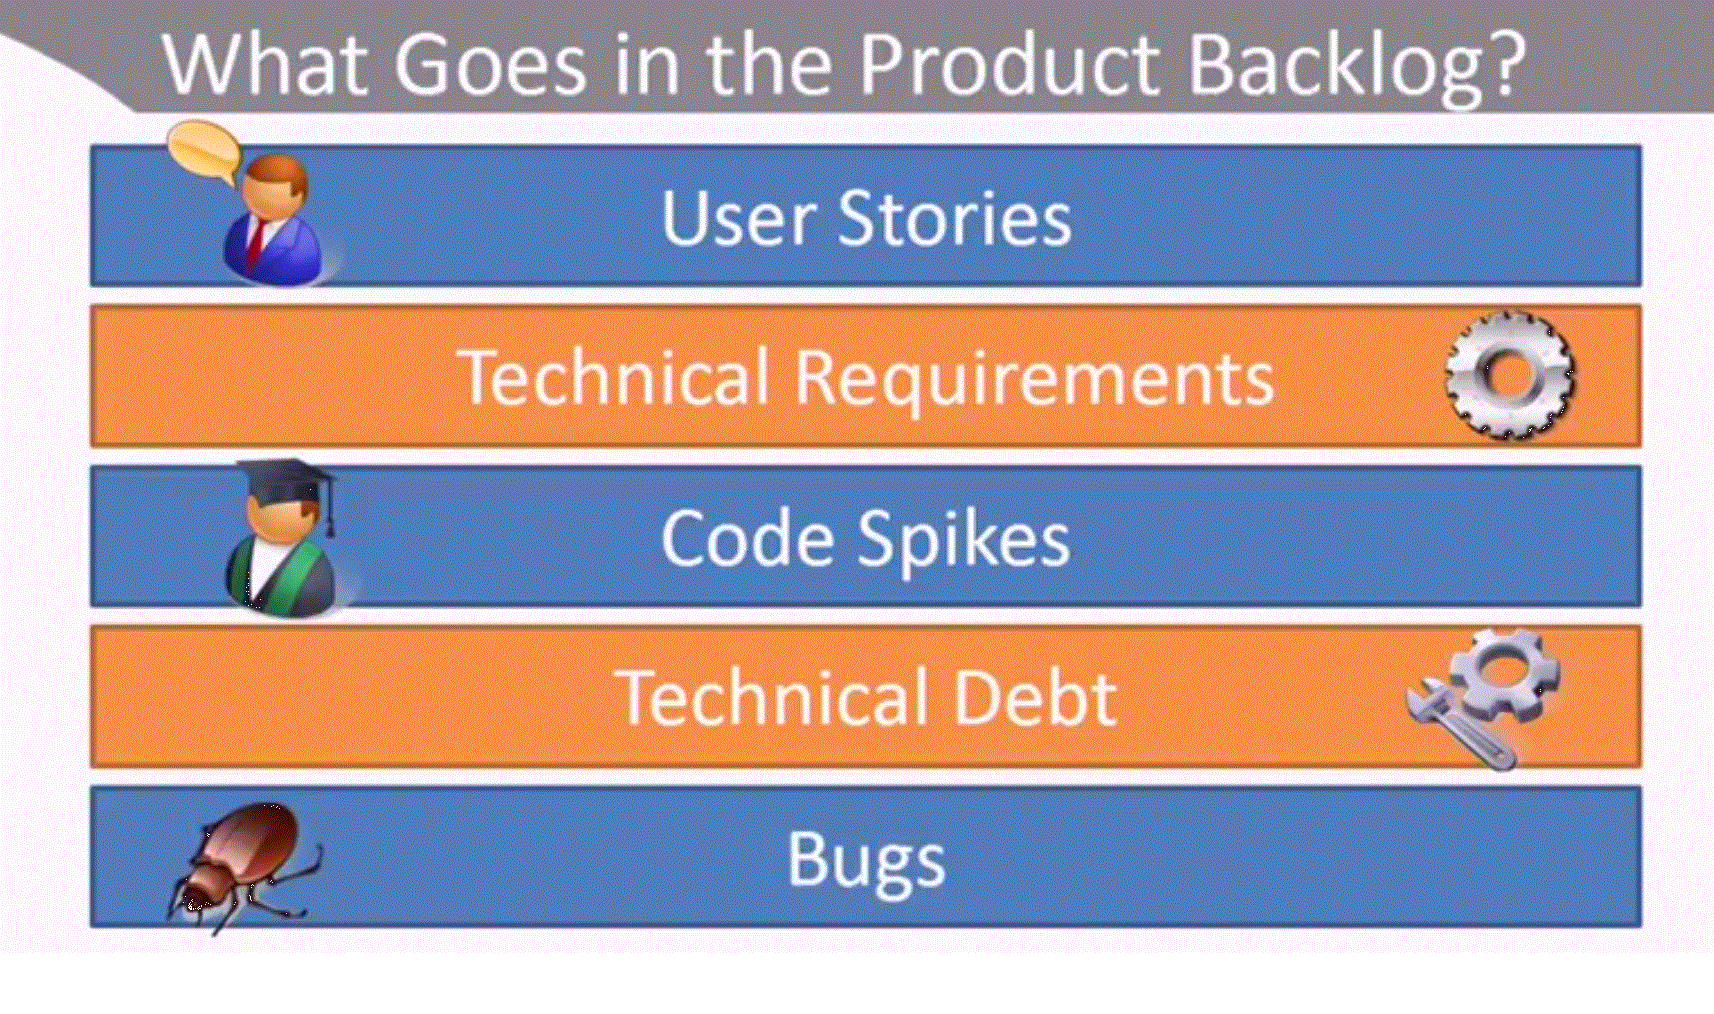 What Goes in the Product Backlog?
User Stories
Technical Requirements
Code Spikes
Technical Debt
Bugs